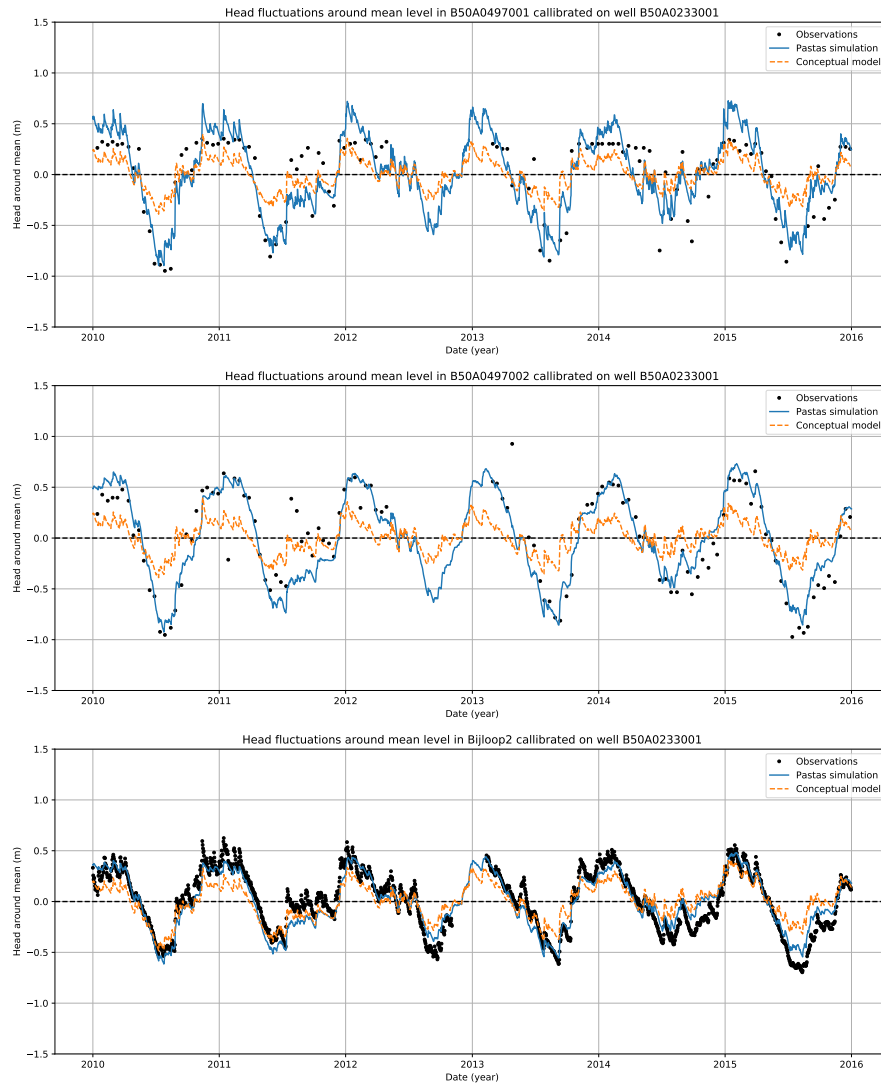 Head fluctuations around mean level in B50A0497001 callibrated on well B50A0233001
Observations
Pastas simulation
Conceptual model
Head around mean (m)
1.5
1.0
0.5
0.0
−0.5
−1.0
−1.5
2010 2011 2012 2013 2014 2015 2016
Date (year)
Head fluctuations around mean level in B50A0497002 callibrated on well B50A0233001
Observations
Pastas simulation
Conceptual model
Head around mean (m)
1.5
1.0
0.5
0.0
−0.5
−1.0
−1.5
2010 2011 2012 2013 2014 2015 2016
Date (year)
Head fluctuations around mean level in Bijloop2 callibrated on well B50A0233001
Observations
Pastas simulation
Conceptual model
Head around mean (m)
1.5
1.0
0.5
0.0
−0.5
−1.0
−1.5
2010 2011 2012 2013 2014 2015 2016
Date (year)